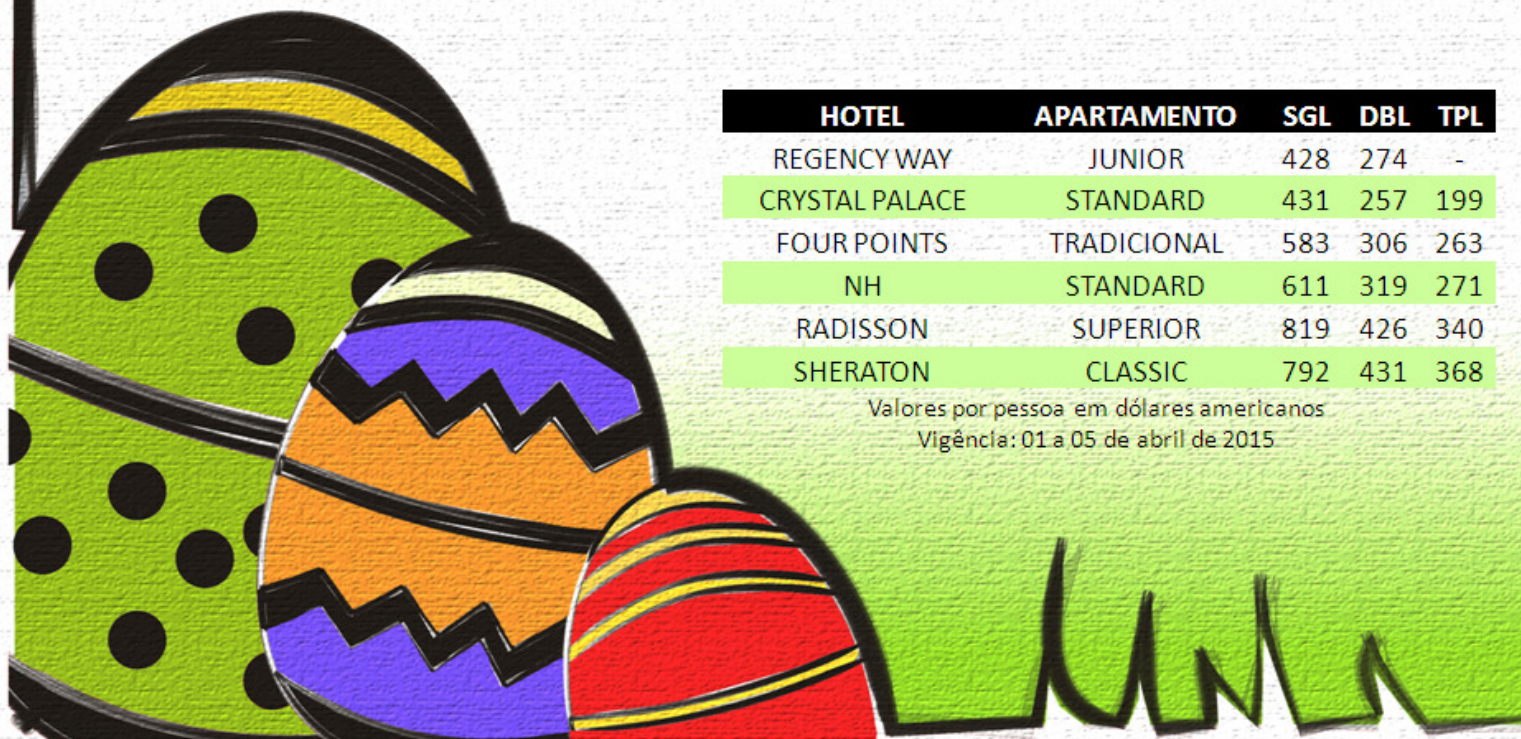 HOTEL APARTAMENTO SGL DBL TPL
REGENCY WAY JUNIOR 428 274 -
CRYSTAL PALACE STANDARD 431 257 199
FOUR POINTS TRADICIONAL 583 306 263
NH STANDARD 611 319 271
RADISSON SUPERIOR 819 426 340
SHERATON CLASSIC 792 431 368
Valores por pessoa em dólares americanos
Vigência: 01 a 05 de abril de 2015